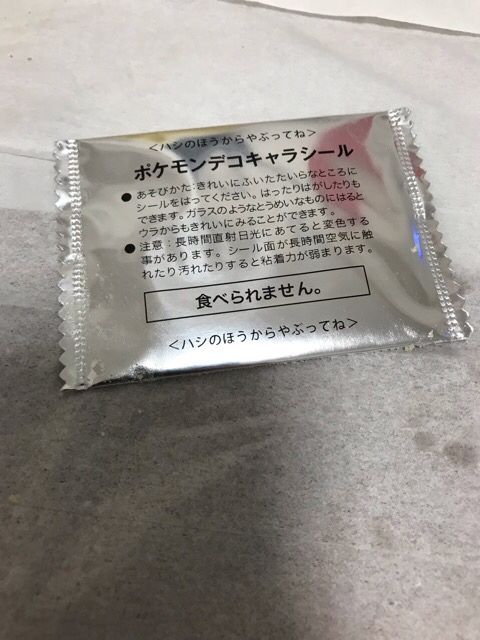 <ハシのほうからやぶってね>
ポケモンデコキャラシール
●あそびかた:きれいにふいたたいらなところに
シールをはってください。はったりはがしたりも
できます。ガラスのようなとうめいなものにはると
ウラからもきれいにみることができます。
●注意：長時間直射日光にあてると変色する
事があります。シール面が長時間空気に触
れたり汚れたりすると粘着力が弱まります。
食べられません。
<ハシのほうからやぶってね>